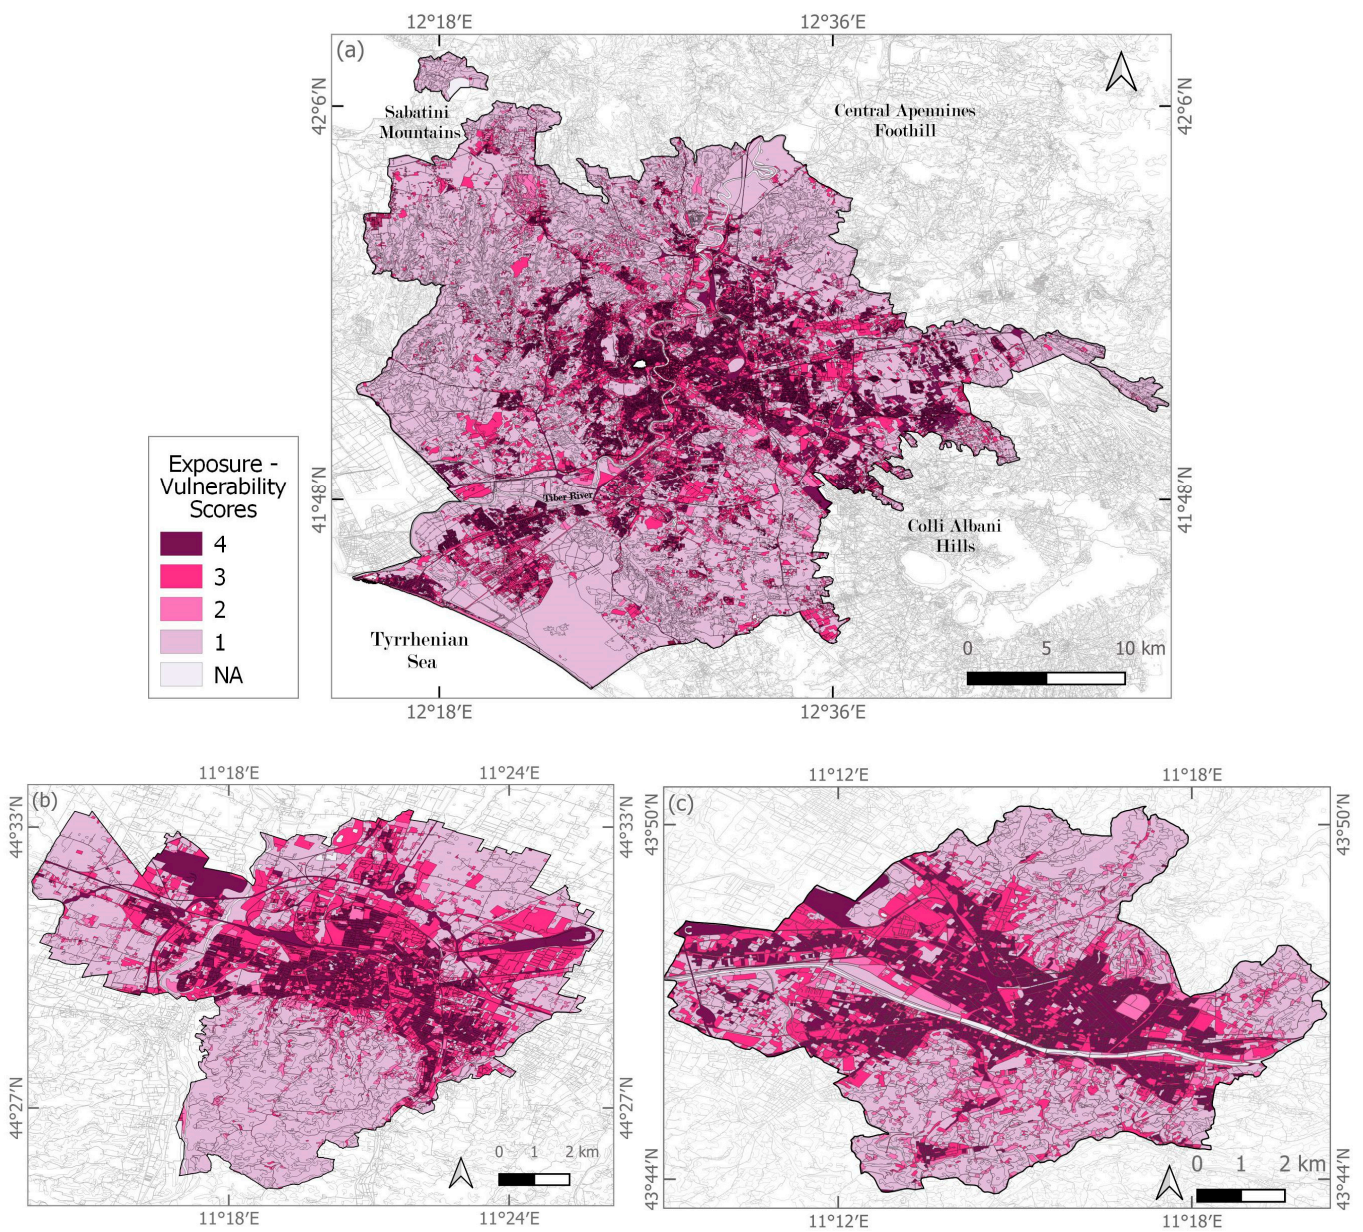 12°18′E 12°36′E
(a)
42°6′N 42°6′N
Sabatini
Mountains
Central Apennines
Foothill
Exposure -
Vulnerability
Scores
4
3
2
1
NA
41°48′N 41°48′N
Tiber River
Colli Albani
Hills
Tyrrhenian
Sea
0 5 10 km
12°18′E 12°36′E
11°18′E 11°24′E
(b)
44°33′N 44°33′N
44°27′N 44°27′N
0 1 2 km
11°18′E 11°24′E
11°12′E 11°18′E
(c)
43°50′N 43°50′N
43°44′N 43°44′N
0 1 2 km
11°12′E 11°18′E